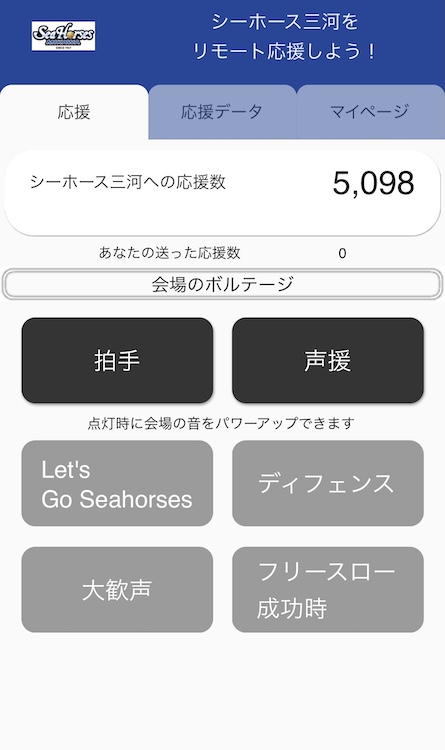 SeaHorses
シーホース三河を
リモート応援しよう！
応援
応援データ
マイページ
シーホース三河への応援数
5,098
あなたの送った応援数
0
会場のボルテージ
拍手
声援
点灯時に会場の音をパワーアップできます
Let's
Go Seahorses
ディフェンス
大歓声
フリースロー
成功時